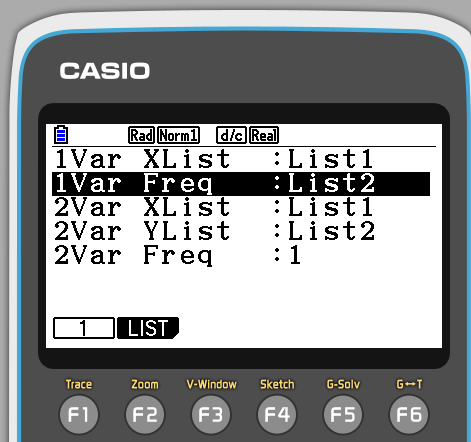 CASIO
Rad Norm1 d/c Real
1Var XList :List1
1Var Freq :List2
2Var XList :List1
2Var YList :List2
2Var Freq :1
1 LIST
Trace Zoom V-Window Sketch G-Solv G↔T
F1 F2 F3 F4 F5 F6